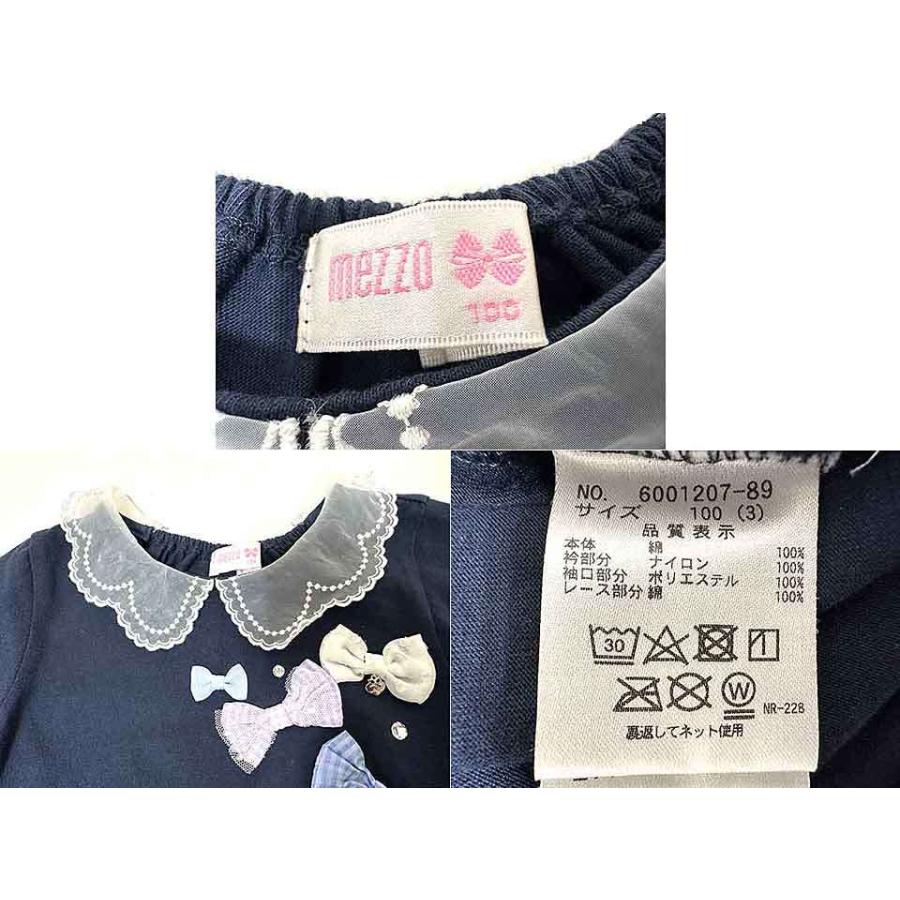 mezzo
100
mezzo
NO. 6001207-89
サイズ 100 (3)
品質表示
本体 綿 100%
衿部分 ナイロン 100%
袖口部分 ポリエステル 100%
レース部分 綿 100%
30
W
NR-228
裏返してネット使用